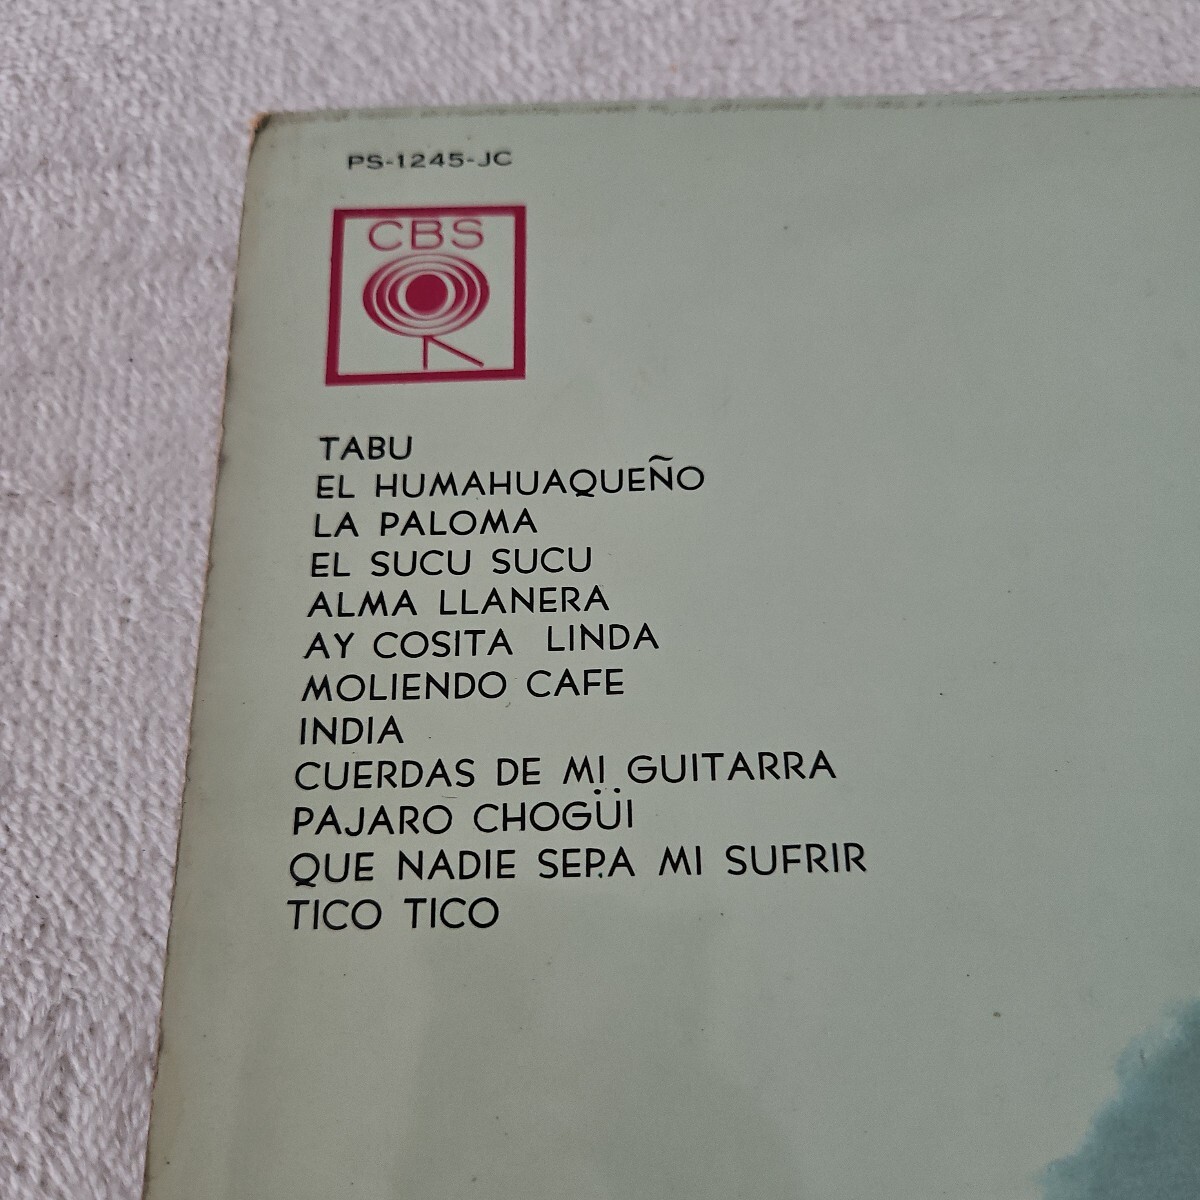 PS-1245-JC
CBS
TABU
EL HUMAHUAQUEÑO
LA PALOMA
EL SUCU SUCU
ALMA LLANERA
AY COSITA LINDA
MOLIENDO CAFE
INDIA
CUERDAS DE MI GUITARRA
PAJARO CHOGÜI
QUE NADIE SEPA MI SUFRIR
TICO TICO